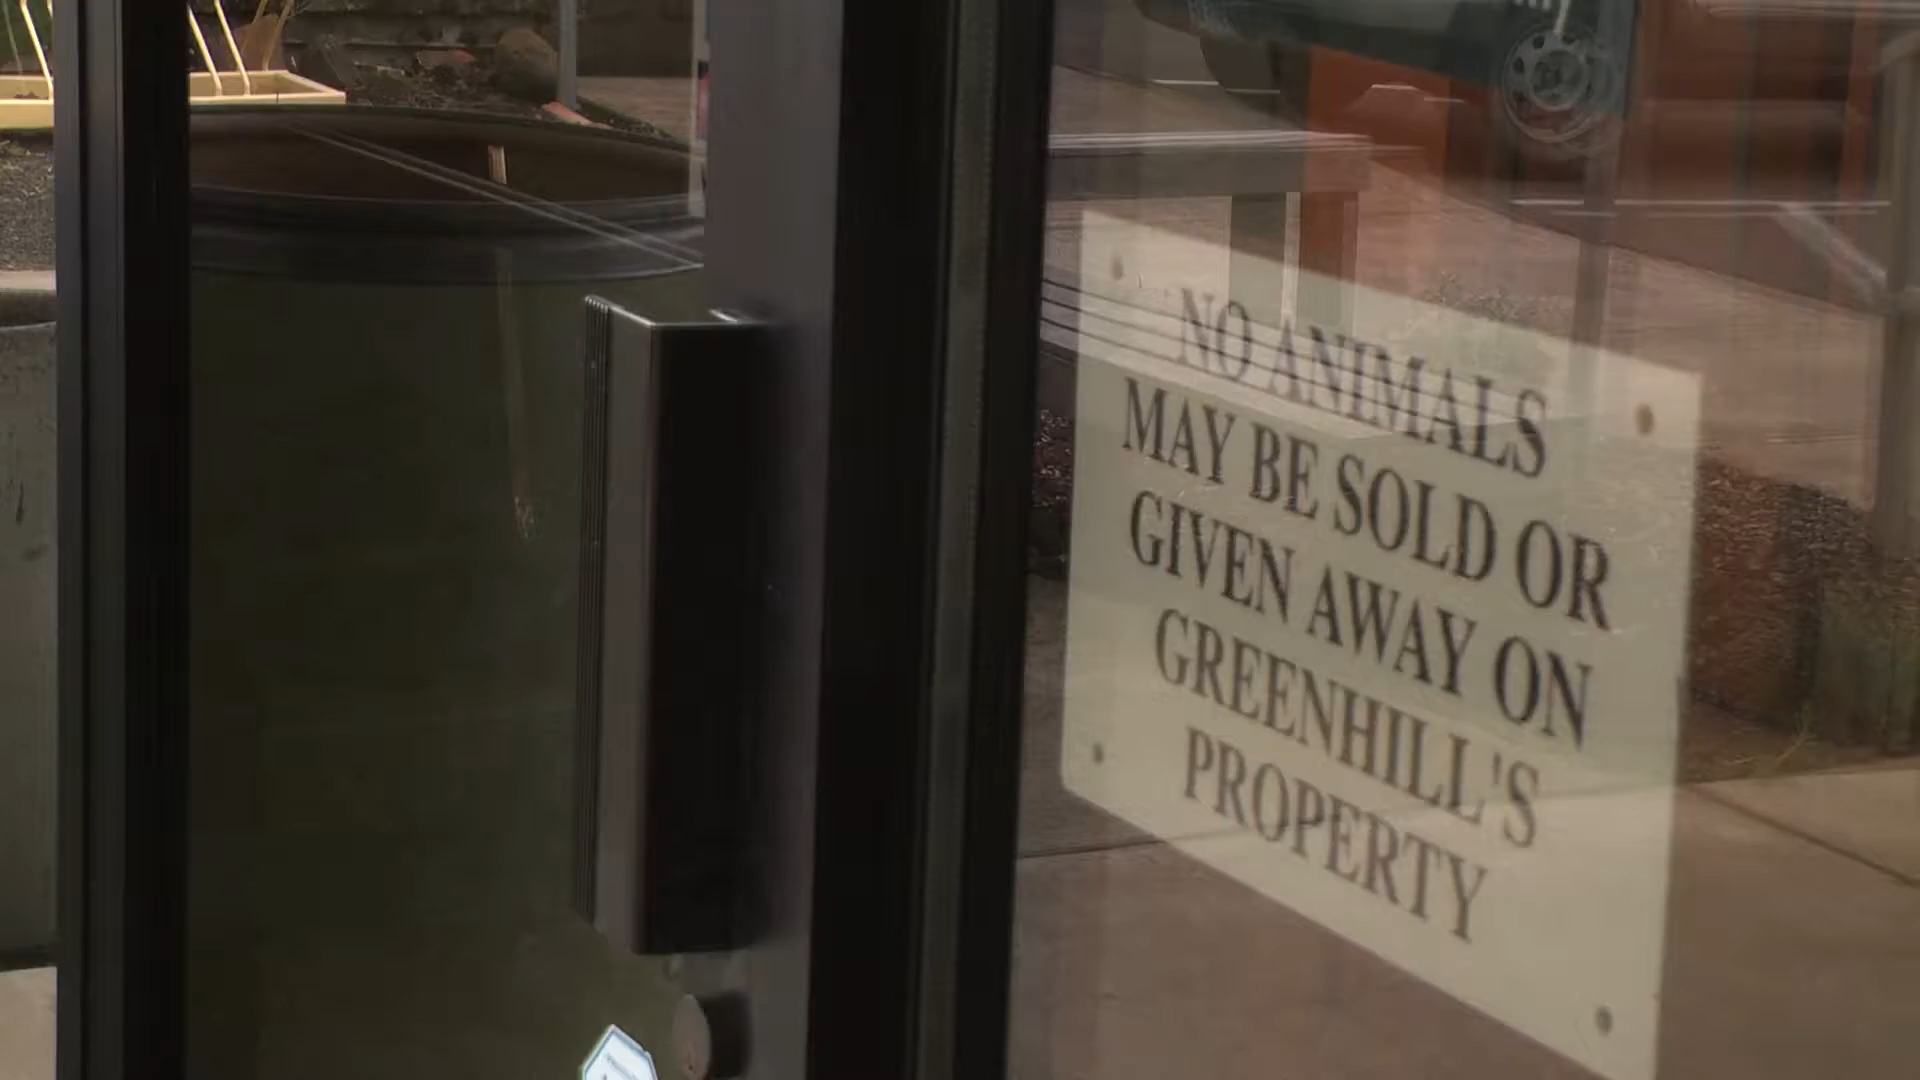 NO ANIMALS
MAY BE SOLD OR
GIVEN AWAY ON
GREENHILL'S
PROPERTY